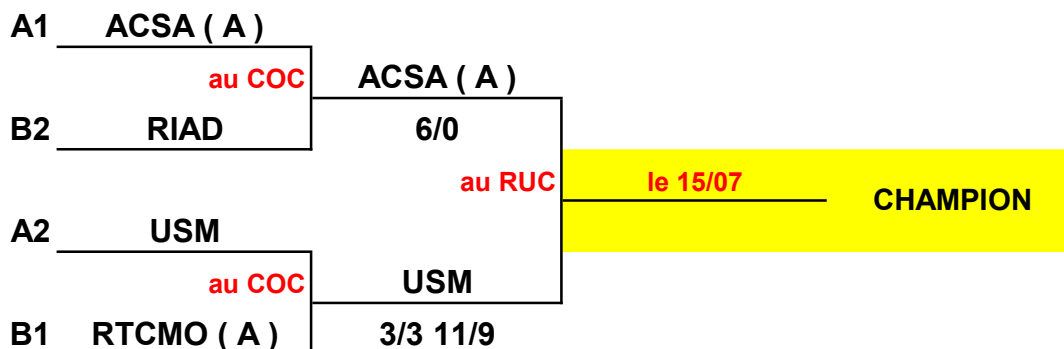 A1 ACSA ( A )
au COC ACSA ( A )
B2 RIAD 6/0
au RUC le 15/07 CHAMPION
A2 USM
au COC USM
B1 RTCMO ( A ) 3/3 11/9